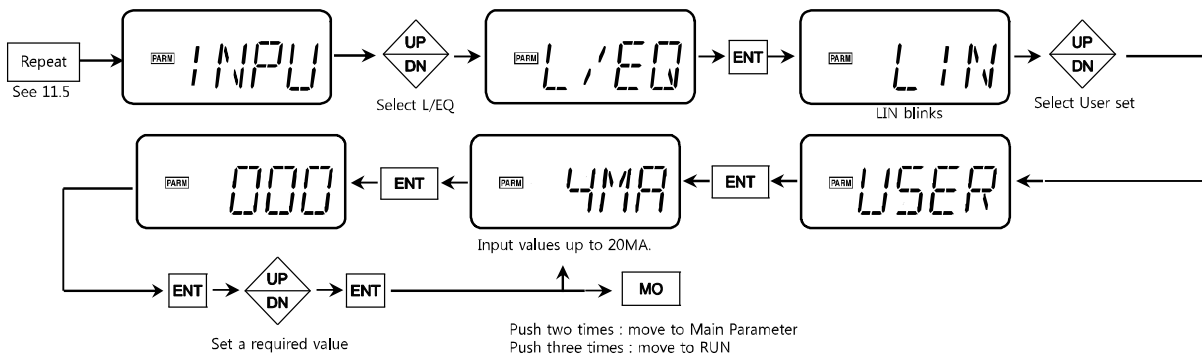 Repeat
See 11.5
PARM INPU
UP
DN
Select L/EQ
PARM L/EQ
ENT
PARM LIN
LIN blinks
UP
DN
Select User set
PARM USER
ENT
PARM 4MA
Input values up to 20MA.
ENT
PARM 000
ENT
UP
DN
Set a required value
ENT
MO
Push two times : move to Main Parameter
Push three times : move to RUN